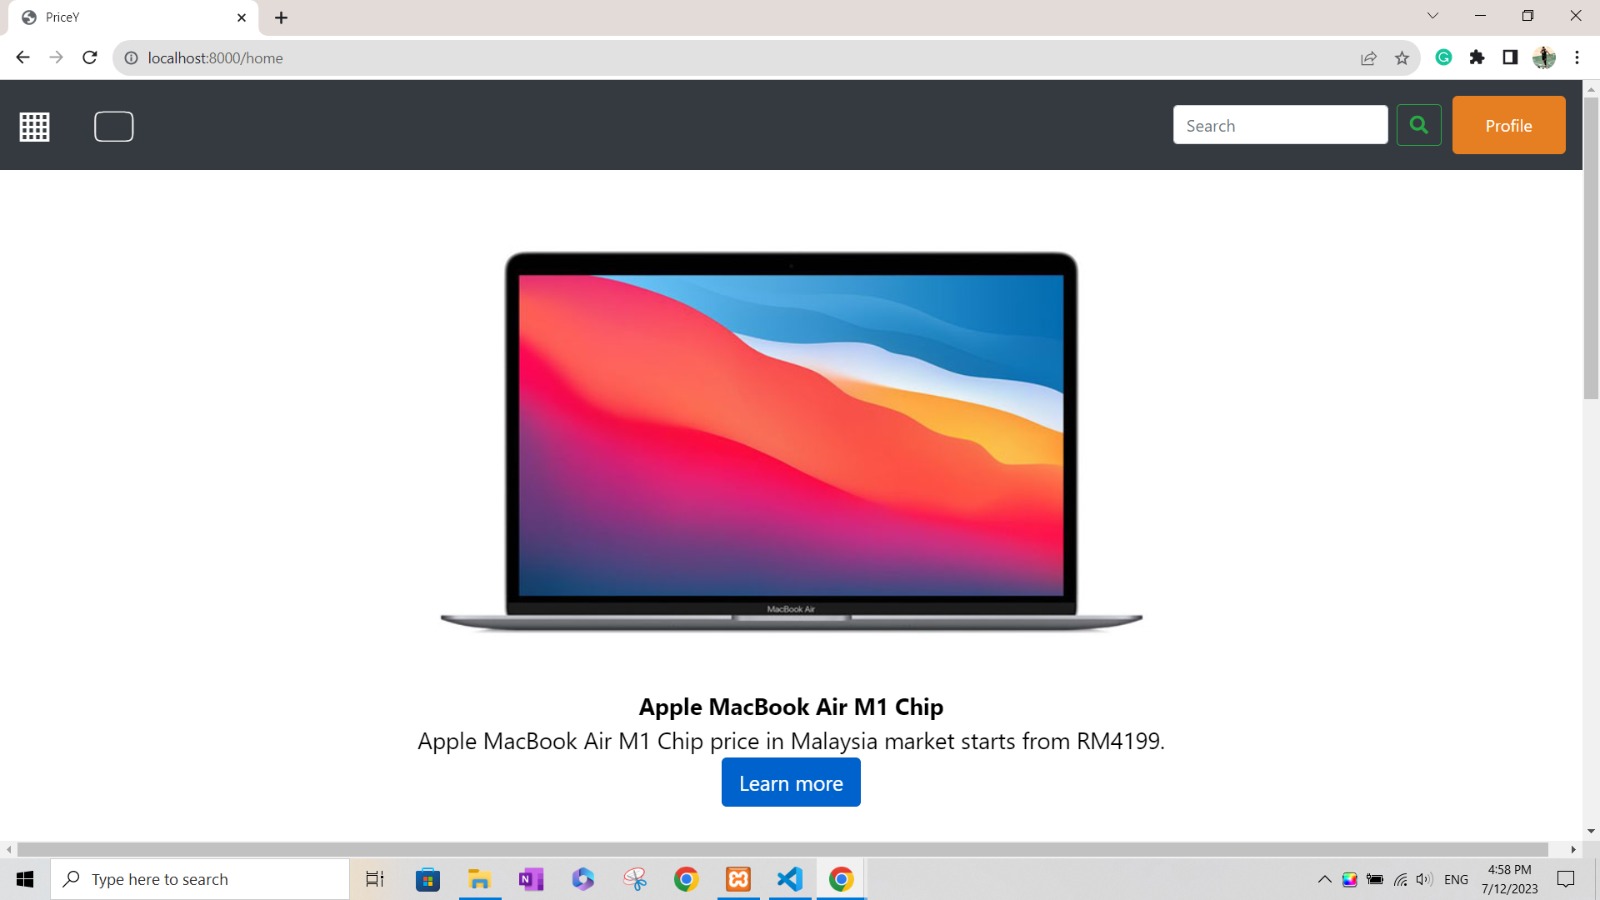 PriceY
localhost:8000/home
Search
Profile
MacBook Air
Apple MacBook Air M1 Chip
Apple MacBook Air M1 Chip price in Malaysia market starts from RM4199.
Learn more
Type here to search
ENG
4:58 PM
7/12/2023